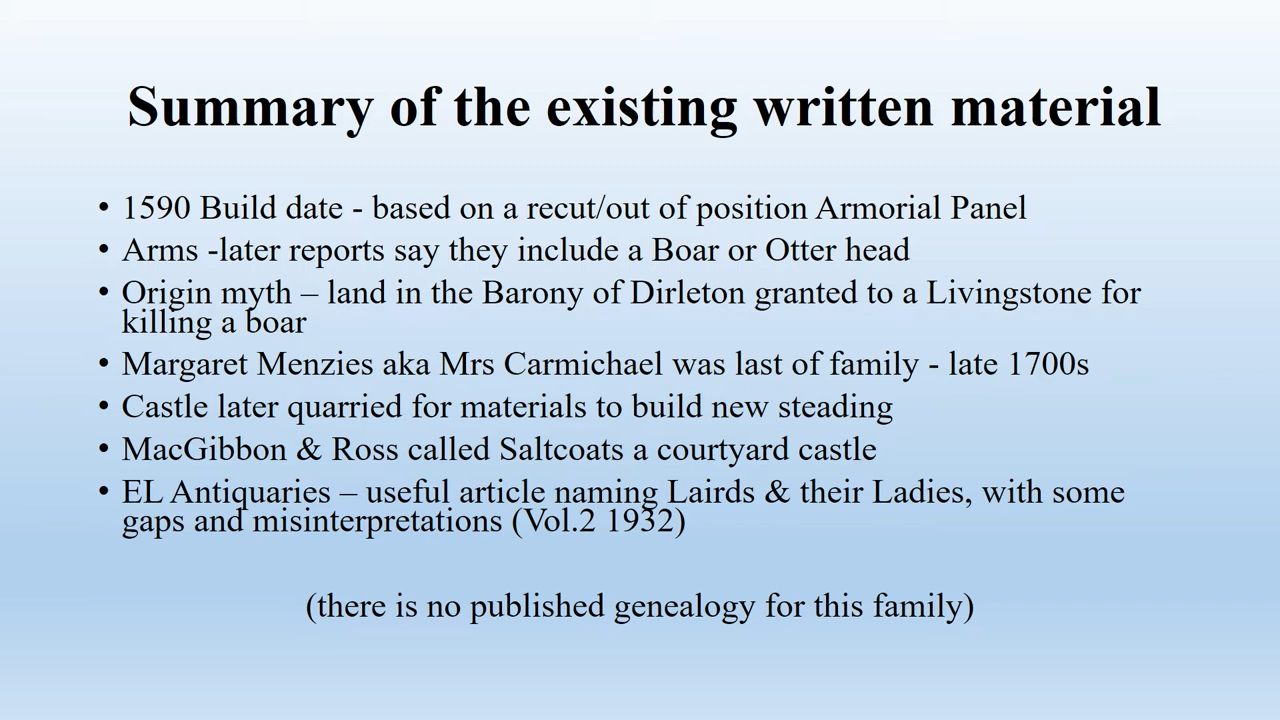 Summary of the existing written material
• 1590 Build date - based on a recut/out of position Armorial Panel
• Arms -later reports say they include a Boar or Otter head
• Origin myth – land in the Barony of Dirleton granted to a Livingstone for
killing a boar
• Margaret Menzies aka Mrs Carmichael was last of family - late 1700s
• Castle later quarried for materials to build new steading
• MacGibbon & Ross called Saltcoats a courtyard castle
• EL Antiquaries – useful article naming Lairds & their Ladies, with some
gaps and misinterpretations (Vol.2 1932)
(there is no published genealogy for this family)